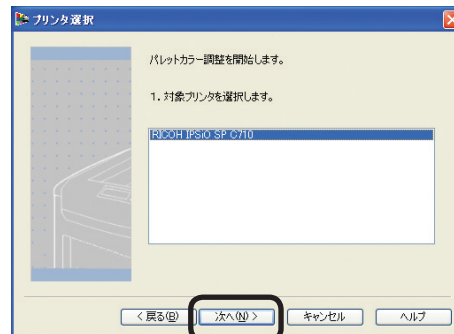 プリンタ選択
パレットカラー調整を開始します。
1. 対象プリンタを選択します。
RICOH IPSiO SP C710
< 戻る(B)
次へ(N) >
キャンセル
ヘルプ